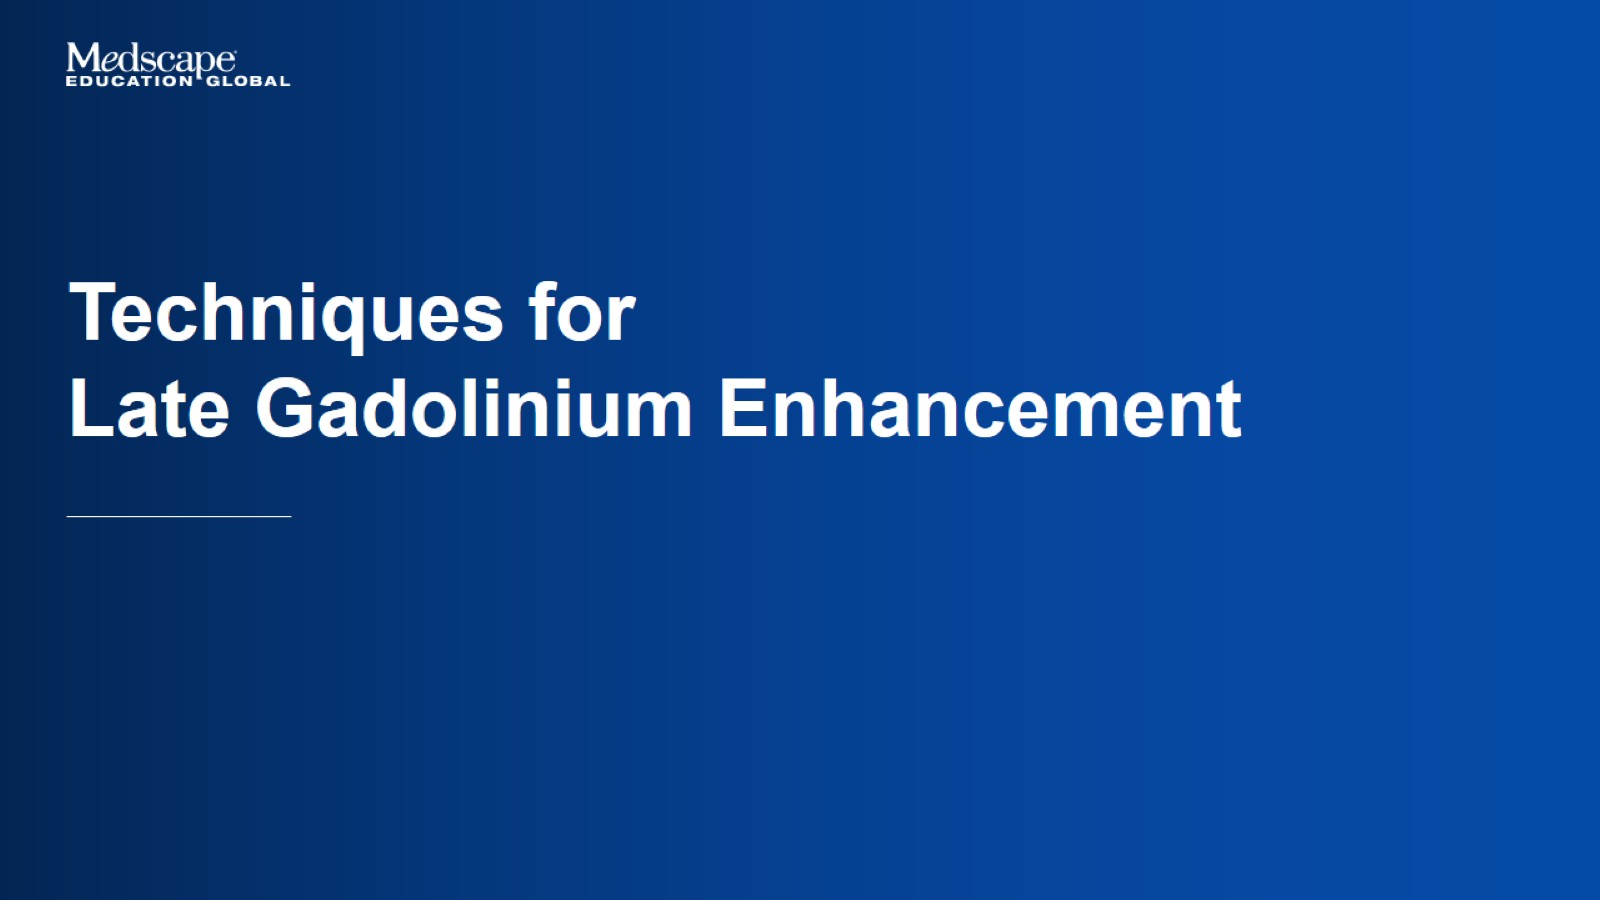 Medscape
EDUCATION GLOBAL
Techniques for
Late Gadolinium Enhancement